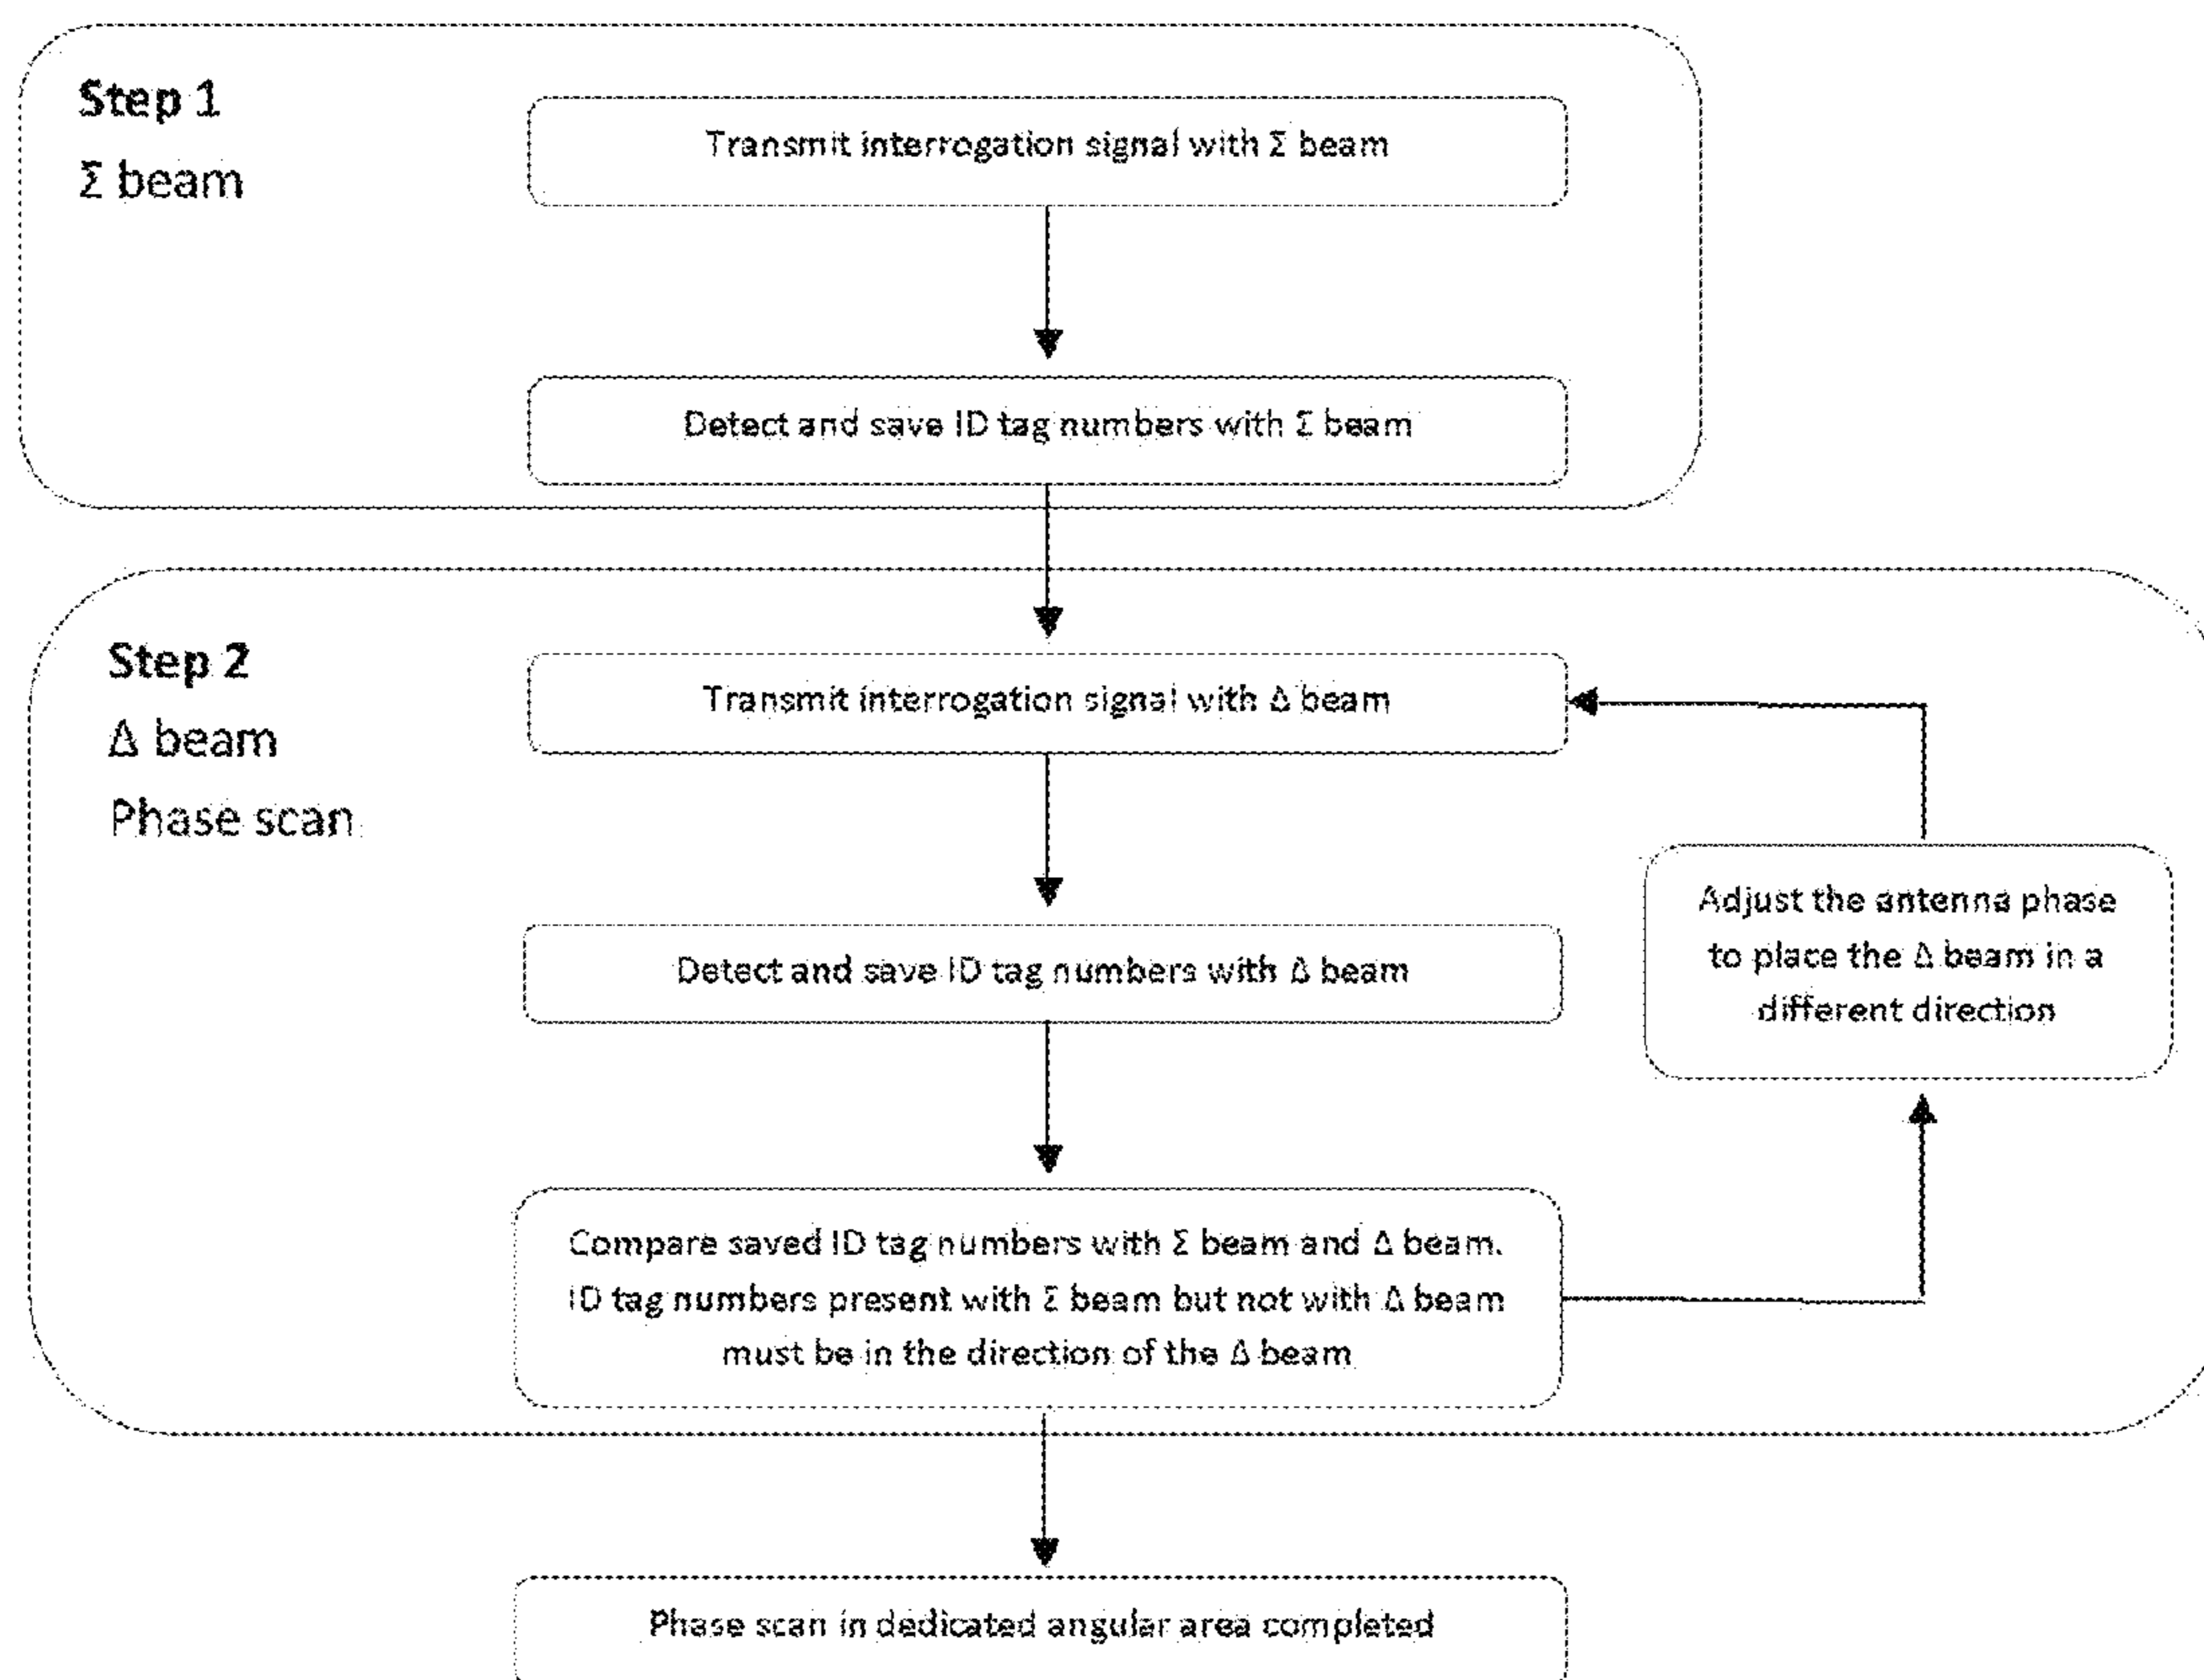 Step 1
Σ beam
Transmit interrogation signal with Σ beam
Detect and save ID tag numbers with Σ beam
Step 2
Δ beam
Phase scan
Transmit interrogation signal with Δ beam
Detect and save ID tag numbers with Δ beam
Adjust the antenna phase
to place the Δ beam in a
different direction
Compare saved ID tag numbers with Σ beam and Δ beam.
ID tag numbers present with Σ beam but not with Δ beam
must be in the direction of the Δ beam
Phase scan in dedicated angular area completed